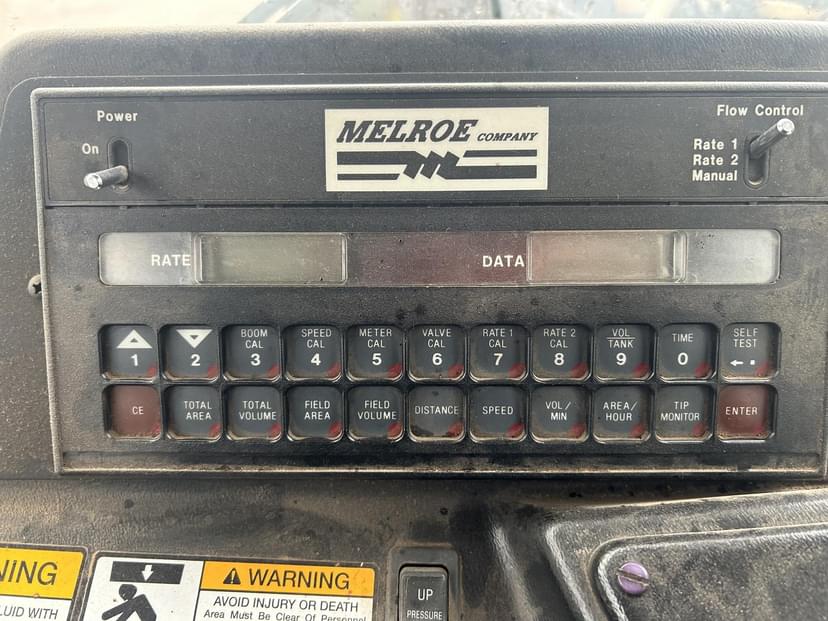 Power
On
MELROE COMPANY
Flow Control
Rate 1
Rate 2
Manual
RATE
DATA
1
2
BOOM CAL 3
SPEED CAL 4
METER CAL 5
VALVE CAL 6
RATE 1 CAL 7
RATE 2 CAL 8
VOL TANK 9
TIME 0
SELF TEST
CE
TOTAL AREA
TOTAL VOLUME
FIELD AREA
FIELD VOLUME
DISTANCE
SPEED
VOL / MIN
AREA / HOUR
TIP MONITOR
ENTER
NING
LUID WITH
WARNING
AVOID INJURY OR DEATH
Area Must Be Clear Of Personnel
UP
PRESSURE